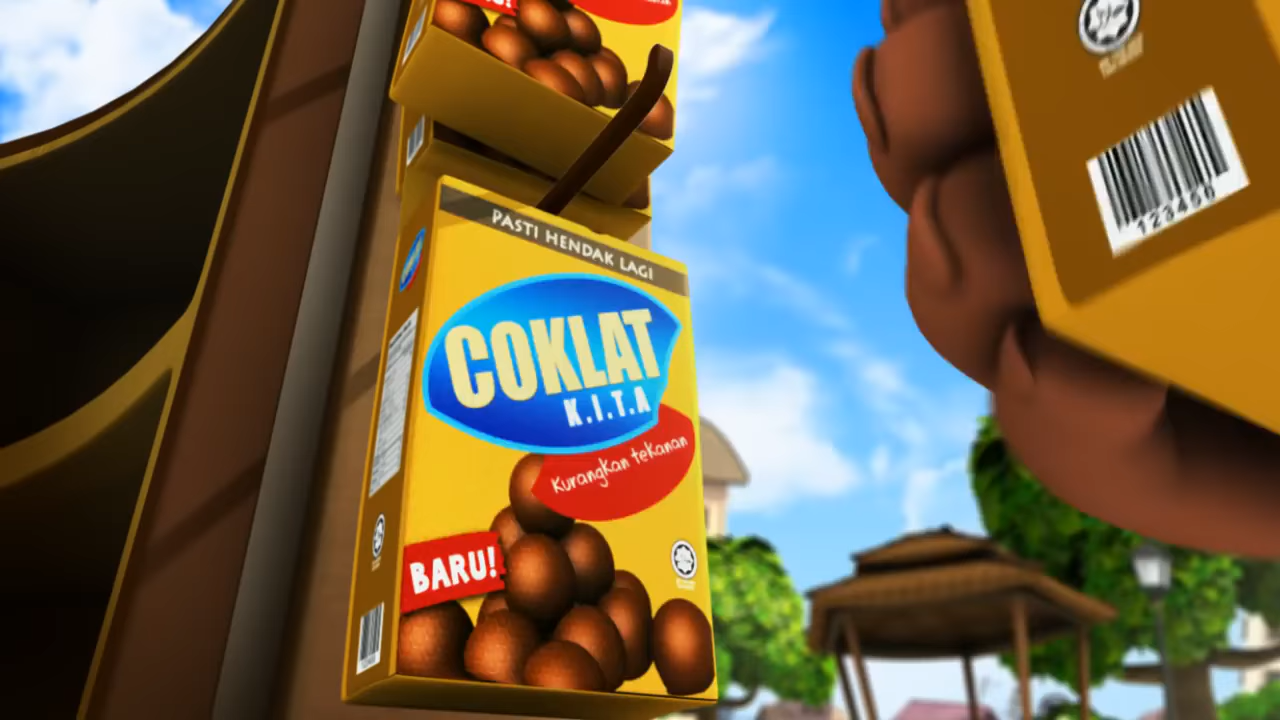 PASTI HENDAK LAGI
COKLAT
K.I.T.A
Kurangkan tekanan
BARU!
123456